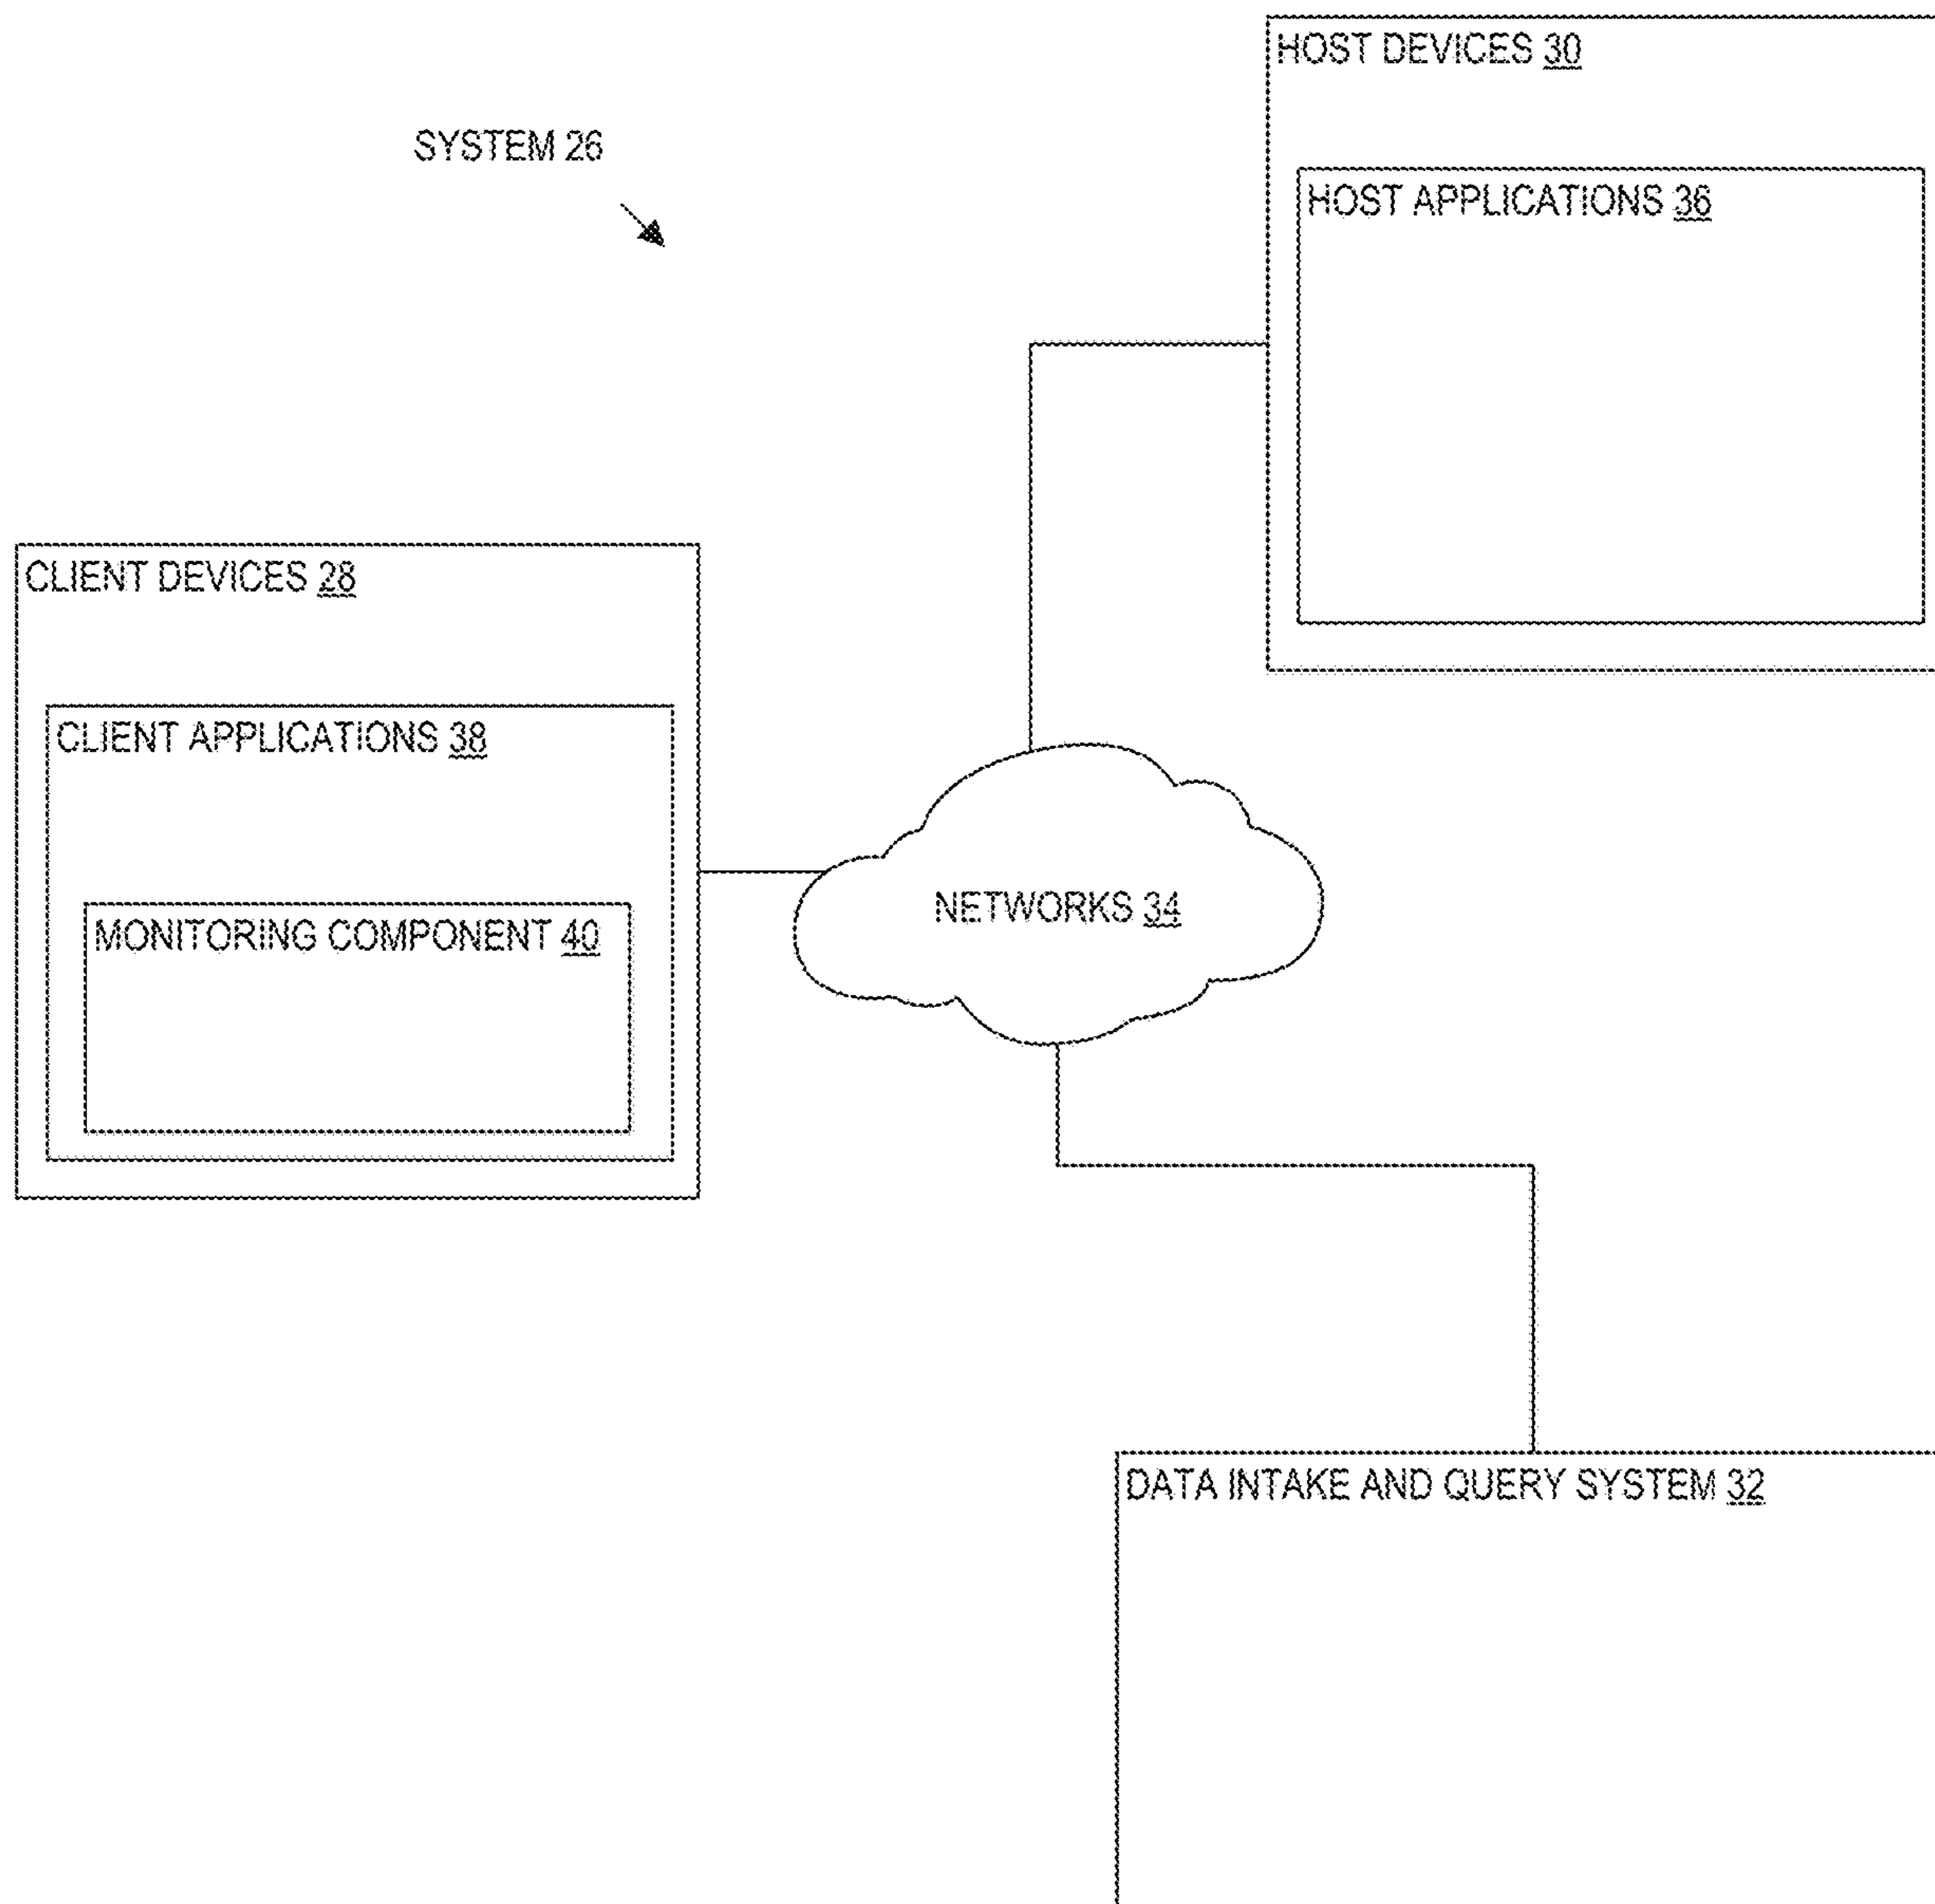 HOST DEVICES 30
SYSTEM 26
HOST APPLICATIONS 36
CLIENT DEVICES 28
CLIENT APPLICATIONS 38
NETWORKS 34
MONITORING COMPONENT 40
DATA INTAKE AND QUERY SYSTEM 32